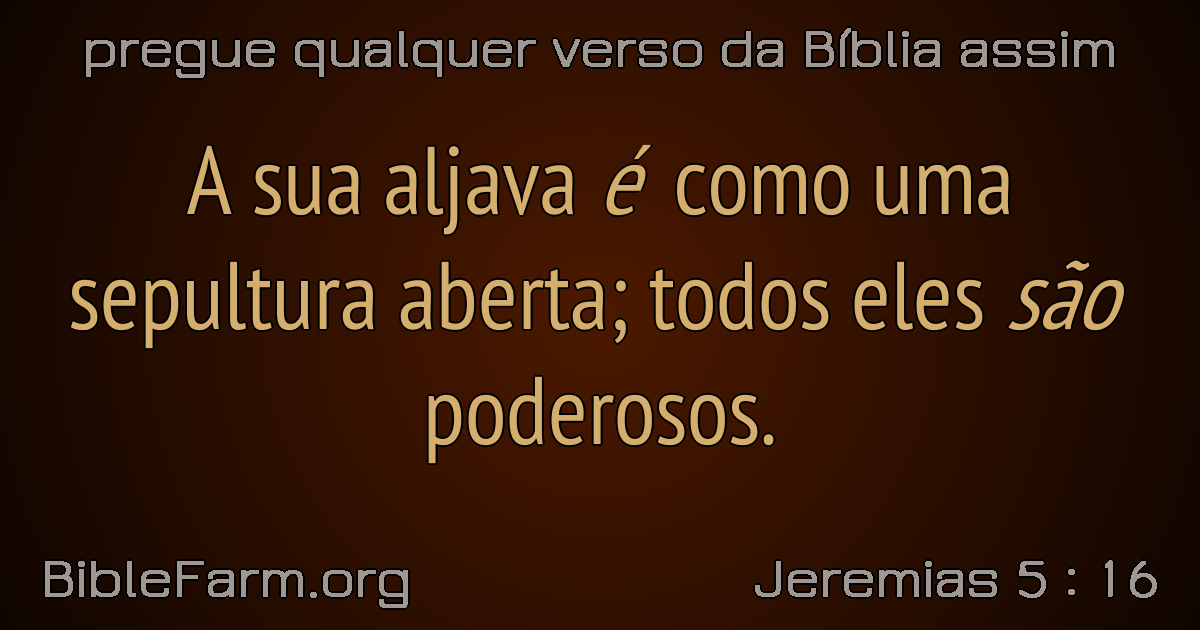 pregue qualquer verso da Bíblia assim
A sua aljava é como uma
sepultura aberta; todos eles são
poderosos.
BibleFarm.org
Jeremias 5 : 16